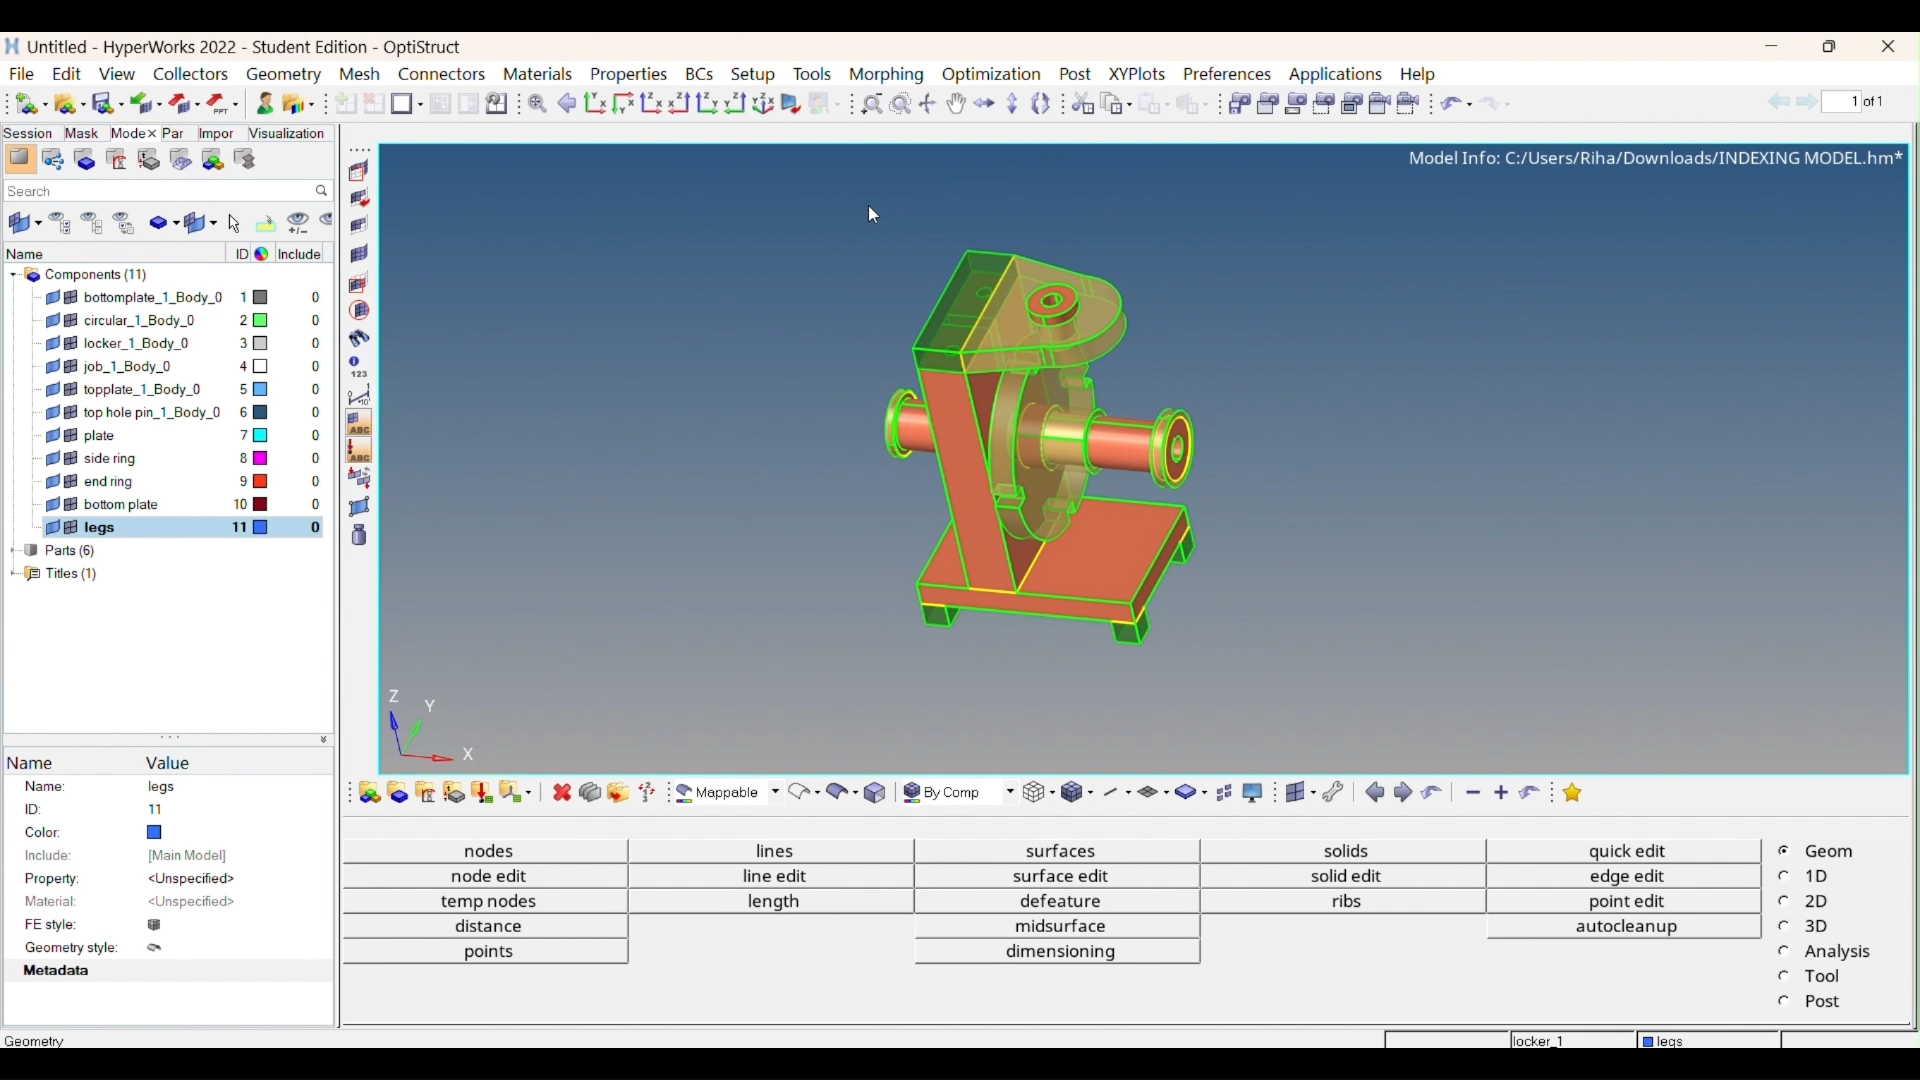 Untitled - HyperWorks 2022 - Student Edition - OptiStruct
File Edit View Collectors Geometry Mesh Connectors Materials Properties BCs Setup Tools Morphing Optimization Post XYPlots Preferences Applications Help
1 of 1
Session Mask Mode× Par Impor Visualization
Model Info: C:/Users/Riha/Downloads/INDEXING MODEL.hm*
Search
Name ID Include
Components (11)
bottomplate_1_Body_0 1 0
circular_1_Body_0 2 0
locker_1_Body_0 3 0
job_1_Body_0 4 0
topplate_1_Body_0 5 0
top hole pin_1_Body_0 6 0
plate 7 0
side ring 8 0
end ring 9 0
bottom plate 10 0
legs 11 0
Parts (6)
Titles (1)
123
ABC
ABC
Z
Y
X
Name Value
Name: legs
ID: 11
Color:
Include: [Main Model]
Property: <Unspecified>
Material: <Unspecified>
FE style:
Geometry style:
Metadata
Mappable By Comp
nodes lines surfaces solids quick edit Geom
node edit line edit surface edit solid edit edge edit 1D
temp nodes length defeature ribs point edit 2D
distance midsurface autocleanup 3D
points dimensioning Analysis
Tool
Post
Geometry locker_1 legs